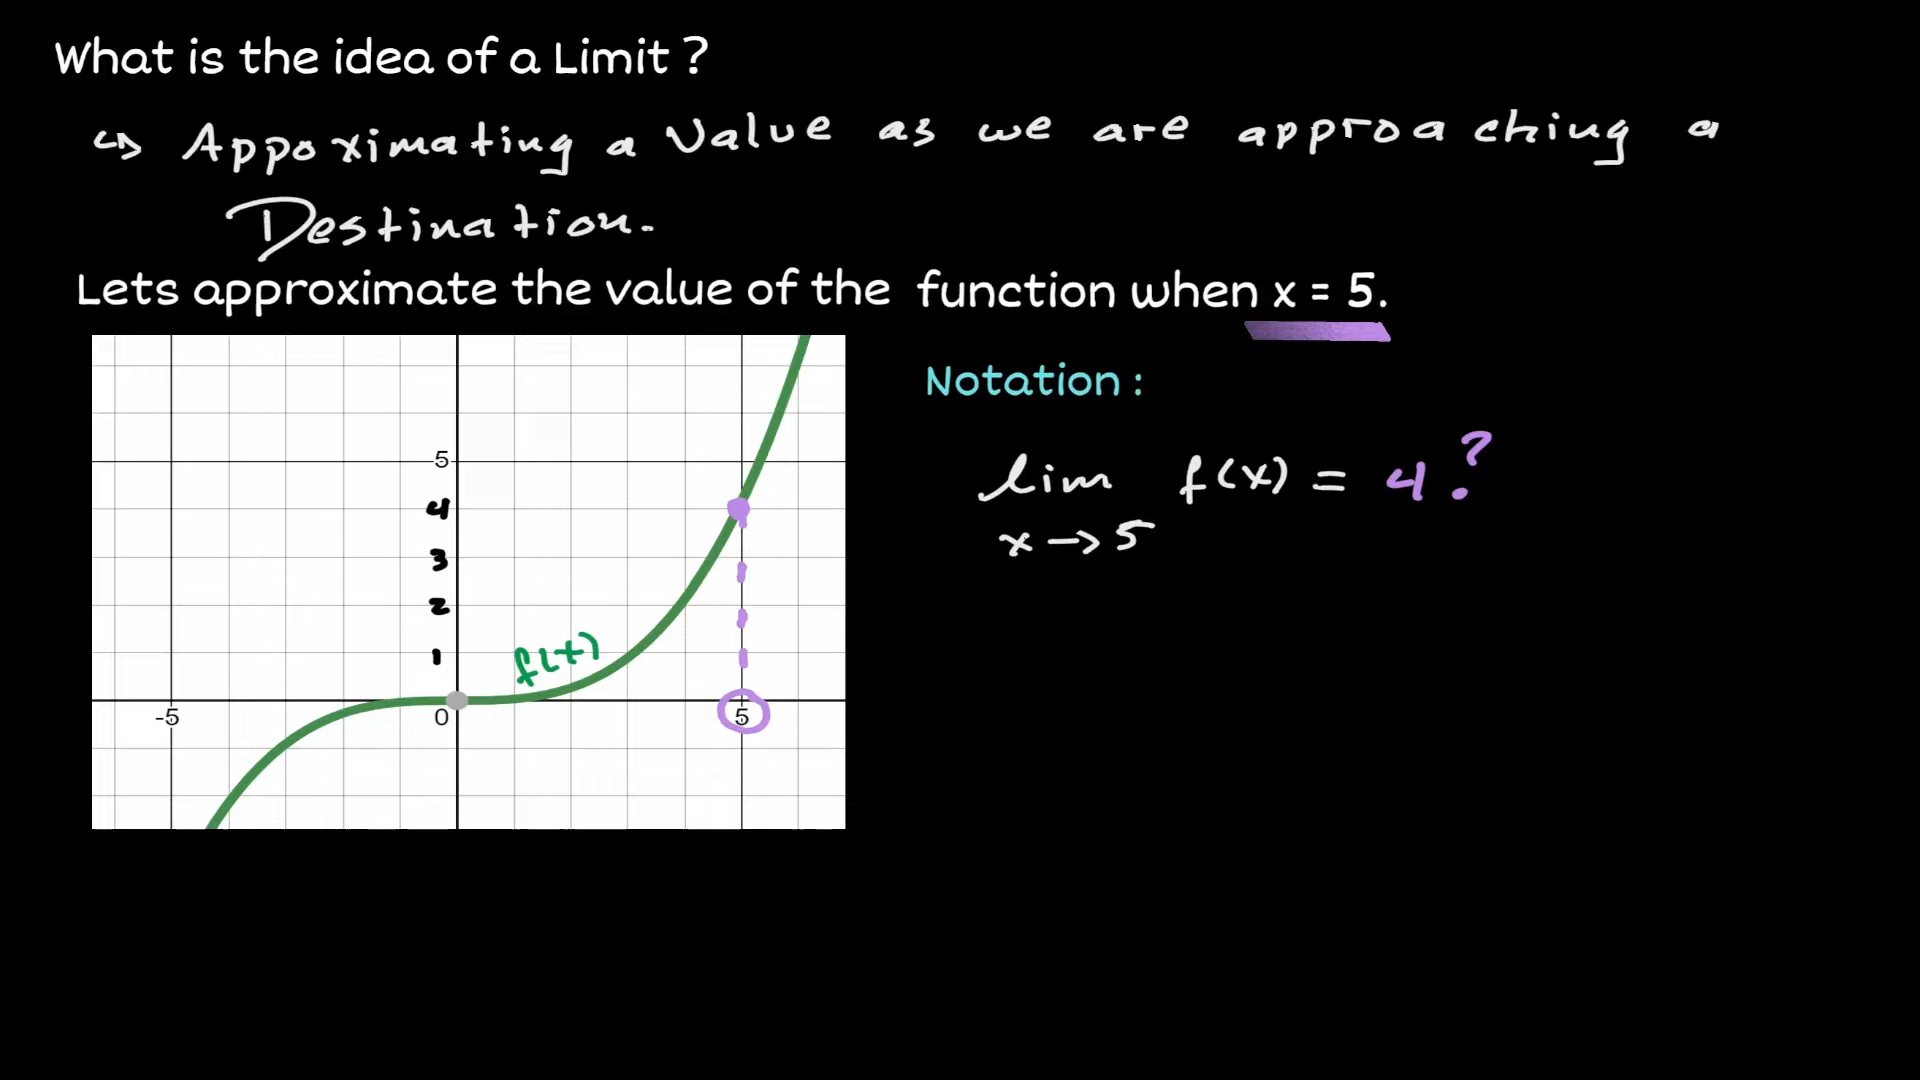 What is the idea of a Limit ?
↪ Appoximating a Value as we are approaching a
Destination.
Lets approximate the value of the function when x = 5.
Notation :
lim f(x) = 4 ?
x → 5
5
4
3
2
1
f(x)
-5 0 5